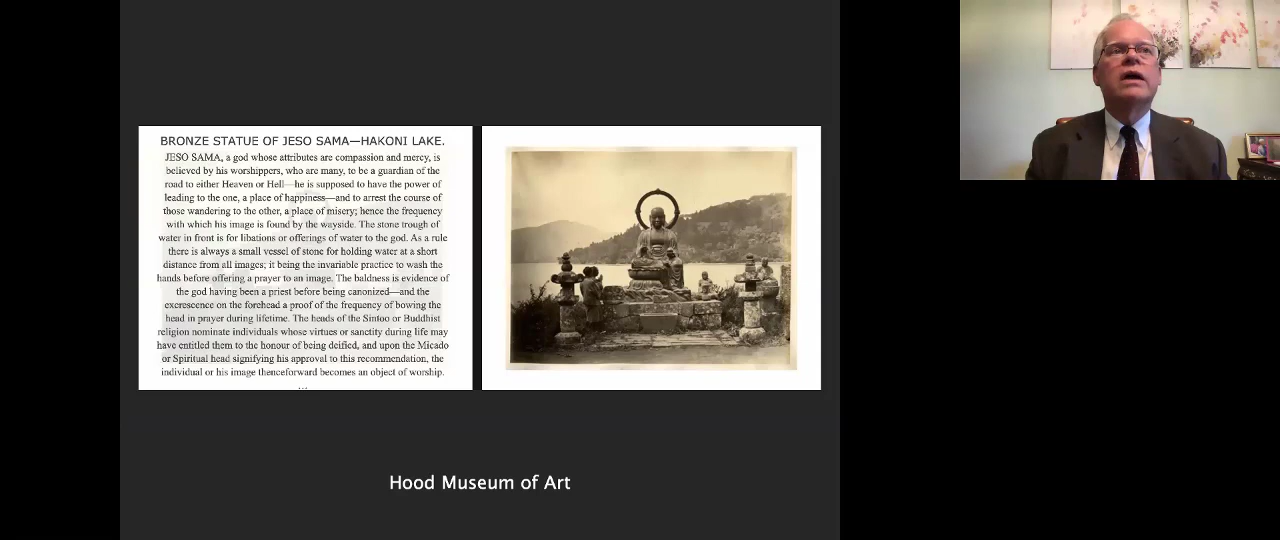 BRONZE STATUE OF JESO SAMA—HAKONI LAKE.
JESO SAMA, a god whose attributes are compassion and mercy, is
believed by his worshippers, who are many, to be a guardian of the
road to either Heaven or Hell—he is supposed to have the power of
leading to the one, a place of happiness—and to arrest the course of
those wandering to the other, a place of misery; hence the frequency
with which his image is found by the wayside. The stone trough of
water in front is for libations or offerings of water to the god. As a rule
there is always a small vessel of stone for holding water at a short
distance from all images; it being the invariable practice to wash the
hands before offering a prayer to an image. The baldness is evidence of
the god having been a priest before being canonized—and the
excrescence on the forehead a proof of the frequency of bowing the
head in prayer during lifetime. The heads of the Sintoo or Buddhist
religion nominate individuals whose virtues or sanctity during life may
have entitled them to the honour of being deified, and upon the Micado
or Spiritual head signifying his approval to this recommendation, the
individual or his image thenceforward becomes an object of worship.
Hood Museum of Art